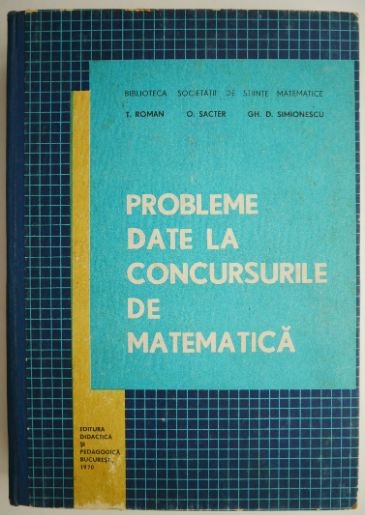 BIBLIOTECA SOCIETĂȚII DE ȘTIINȚE MATEMATICE
T. ROMAN O. SACTER GH. D. SIMIONESCU
PROBLEME
DATE LA
CONCURSURILE
DE
MATEMATICĂ
EDITURA
DIDACTICĂ
ȘI
PEDAGOGICĂ
BUCUREȘTI
1970